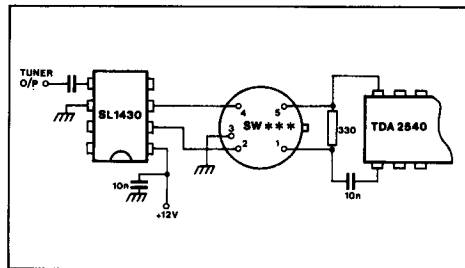 TUNER
O/P
SL1430
4
5
3
SW ***
2
1
330
TDA 2540
10n
10n
+12V